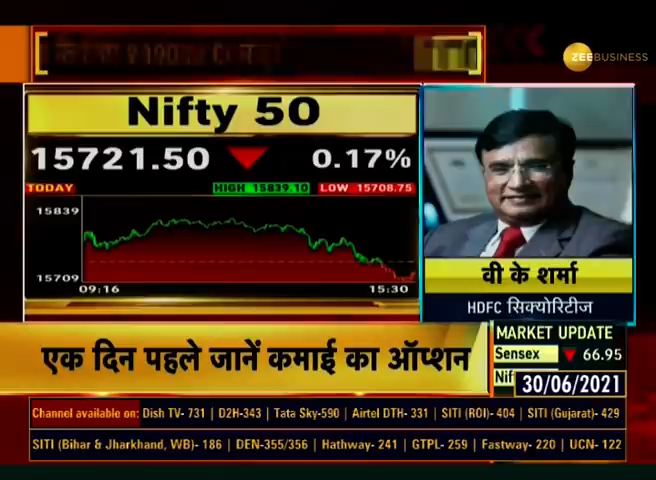 ZEEBUSINESS
Nifty 50
15721.50 0.17%
TODAY HIGH 15839.10 LOW 15708.75
15839
15709
09:16 15:30
वी के शर्मा
HDFC सिक्योरिटीज
एक दिन पहले जानें कमाई का ऑप्शन
MARKET UPDATE
Sensex 66.95
30/06/2021
Channel available on: Dish TV- 731 | D2H-343 | Tata Sky-590 | Airtel DTH- 331 | SITI (ROI)- 404 | SITI (Gujarat)- 429
SITI (Bihar & Jharkhand, WB)- 186 | DEN-355/356 | Hathway- 241 | GTPL- 259 | Fastway- 220 | UCN- 122